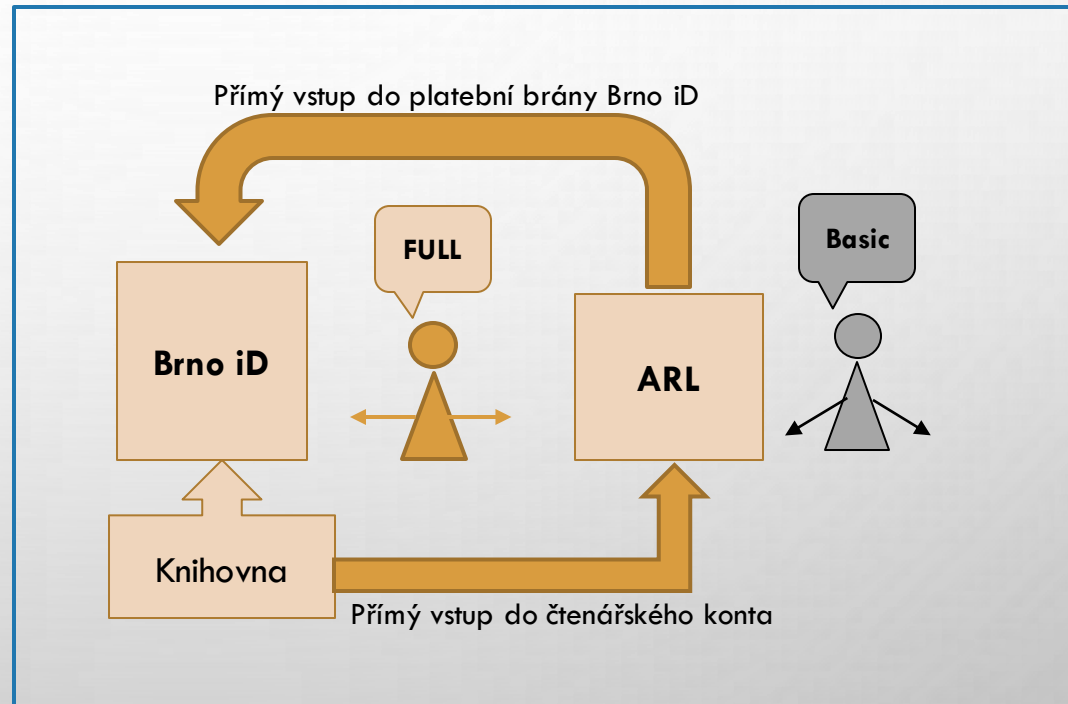 Přímý vstup do platební brány Brno iD
FULL
Basic
Brno iD
ARL
Knihovna
Přímý vstup do čtenářského konta